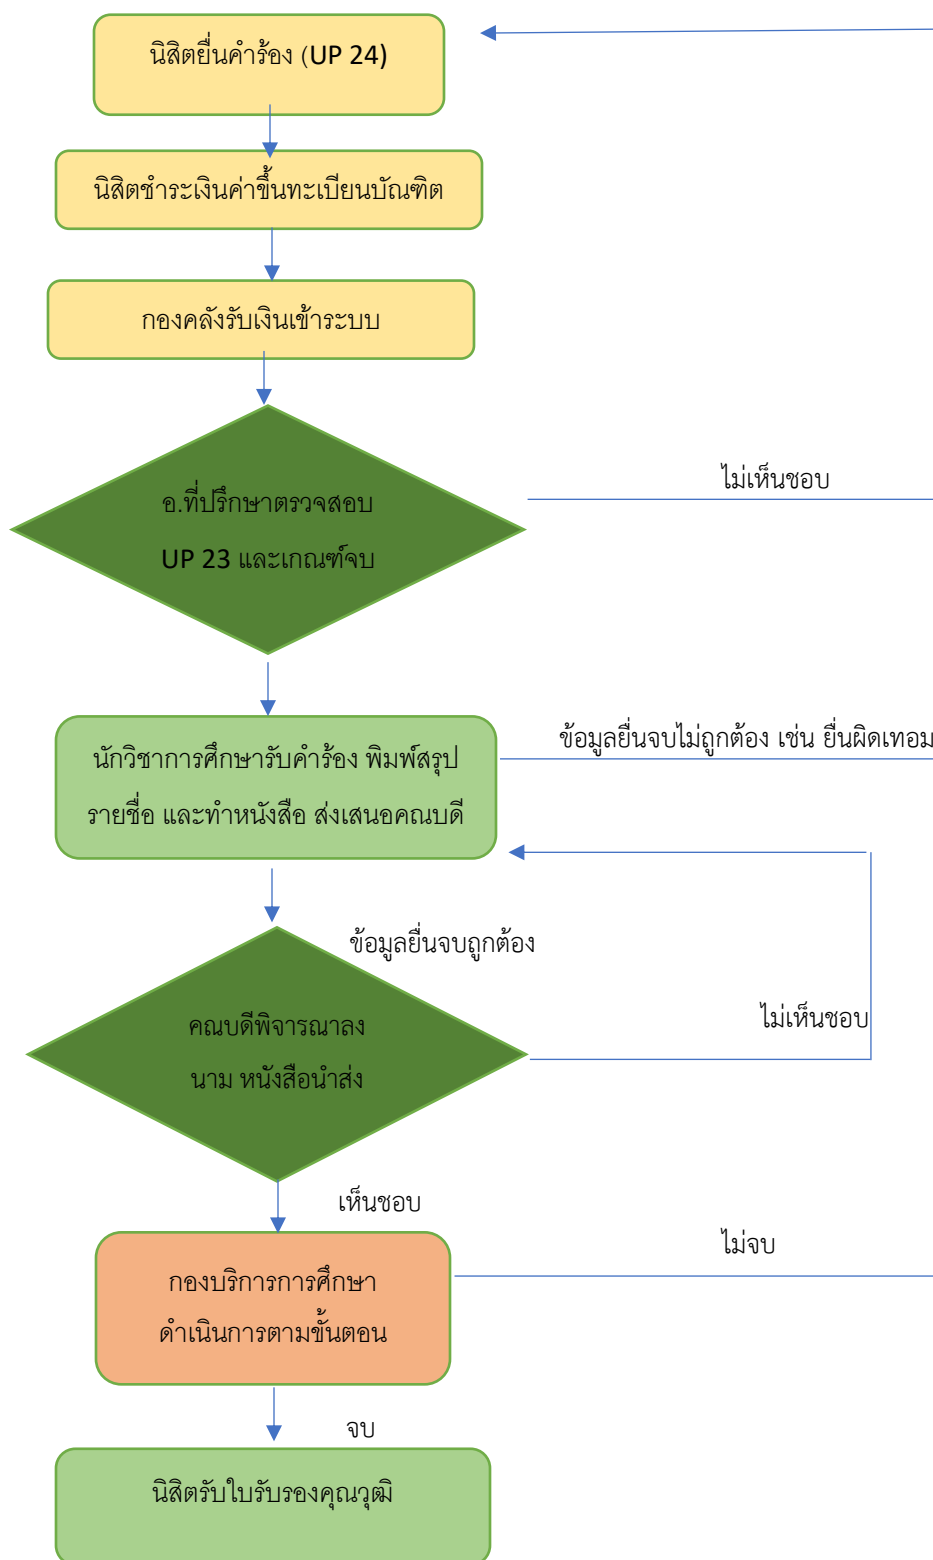 นิสิตยื่นคำร้อง (UP 24)
นิสิตชำระเงินค่าขึ้นทะเบียนบัณฑิต
กองคลังรับเงินเข้าระบบ
อ.ที่ปรึกษาตรวจสอบ
UP 23 และเกณฑ์จบ
ไม่เห็นชอบ
นักวิชาการศึกษารับคำร้อง พิมพ์สรุป
รายชื่อ และทำหนังสือ ส่งเสนอคณบดี
ข้อมูลยื่นจบไม่ถูกต้อง เช่น ยื่นผิดเทอม
ข้อมูลยื่นจบถูกต้อง
คณบดีพิจารณาลง
นาม หนังสือนำส่ง
ไม่เห็นชอบ
เห็นชอบ
กองบริการการศึกษา
ดำเนินการตามขั้นตอน
ไม่จบ
จบ
นิสิตรับใบรับรองคุณวุฒิ